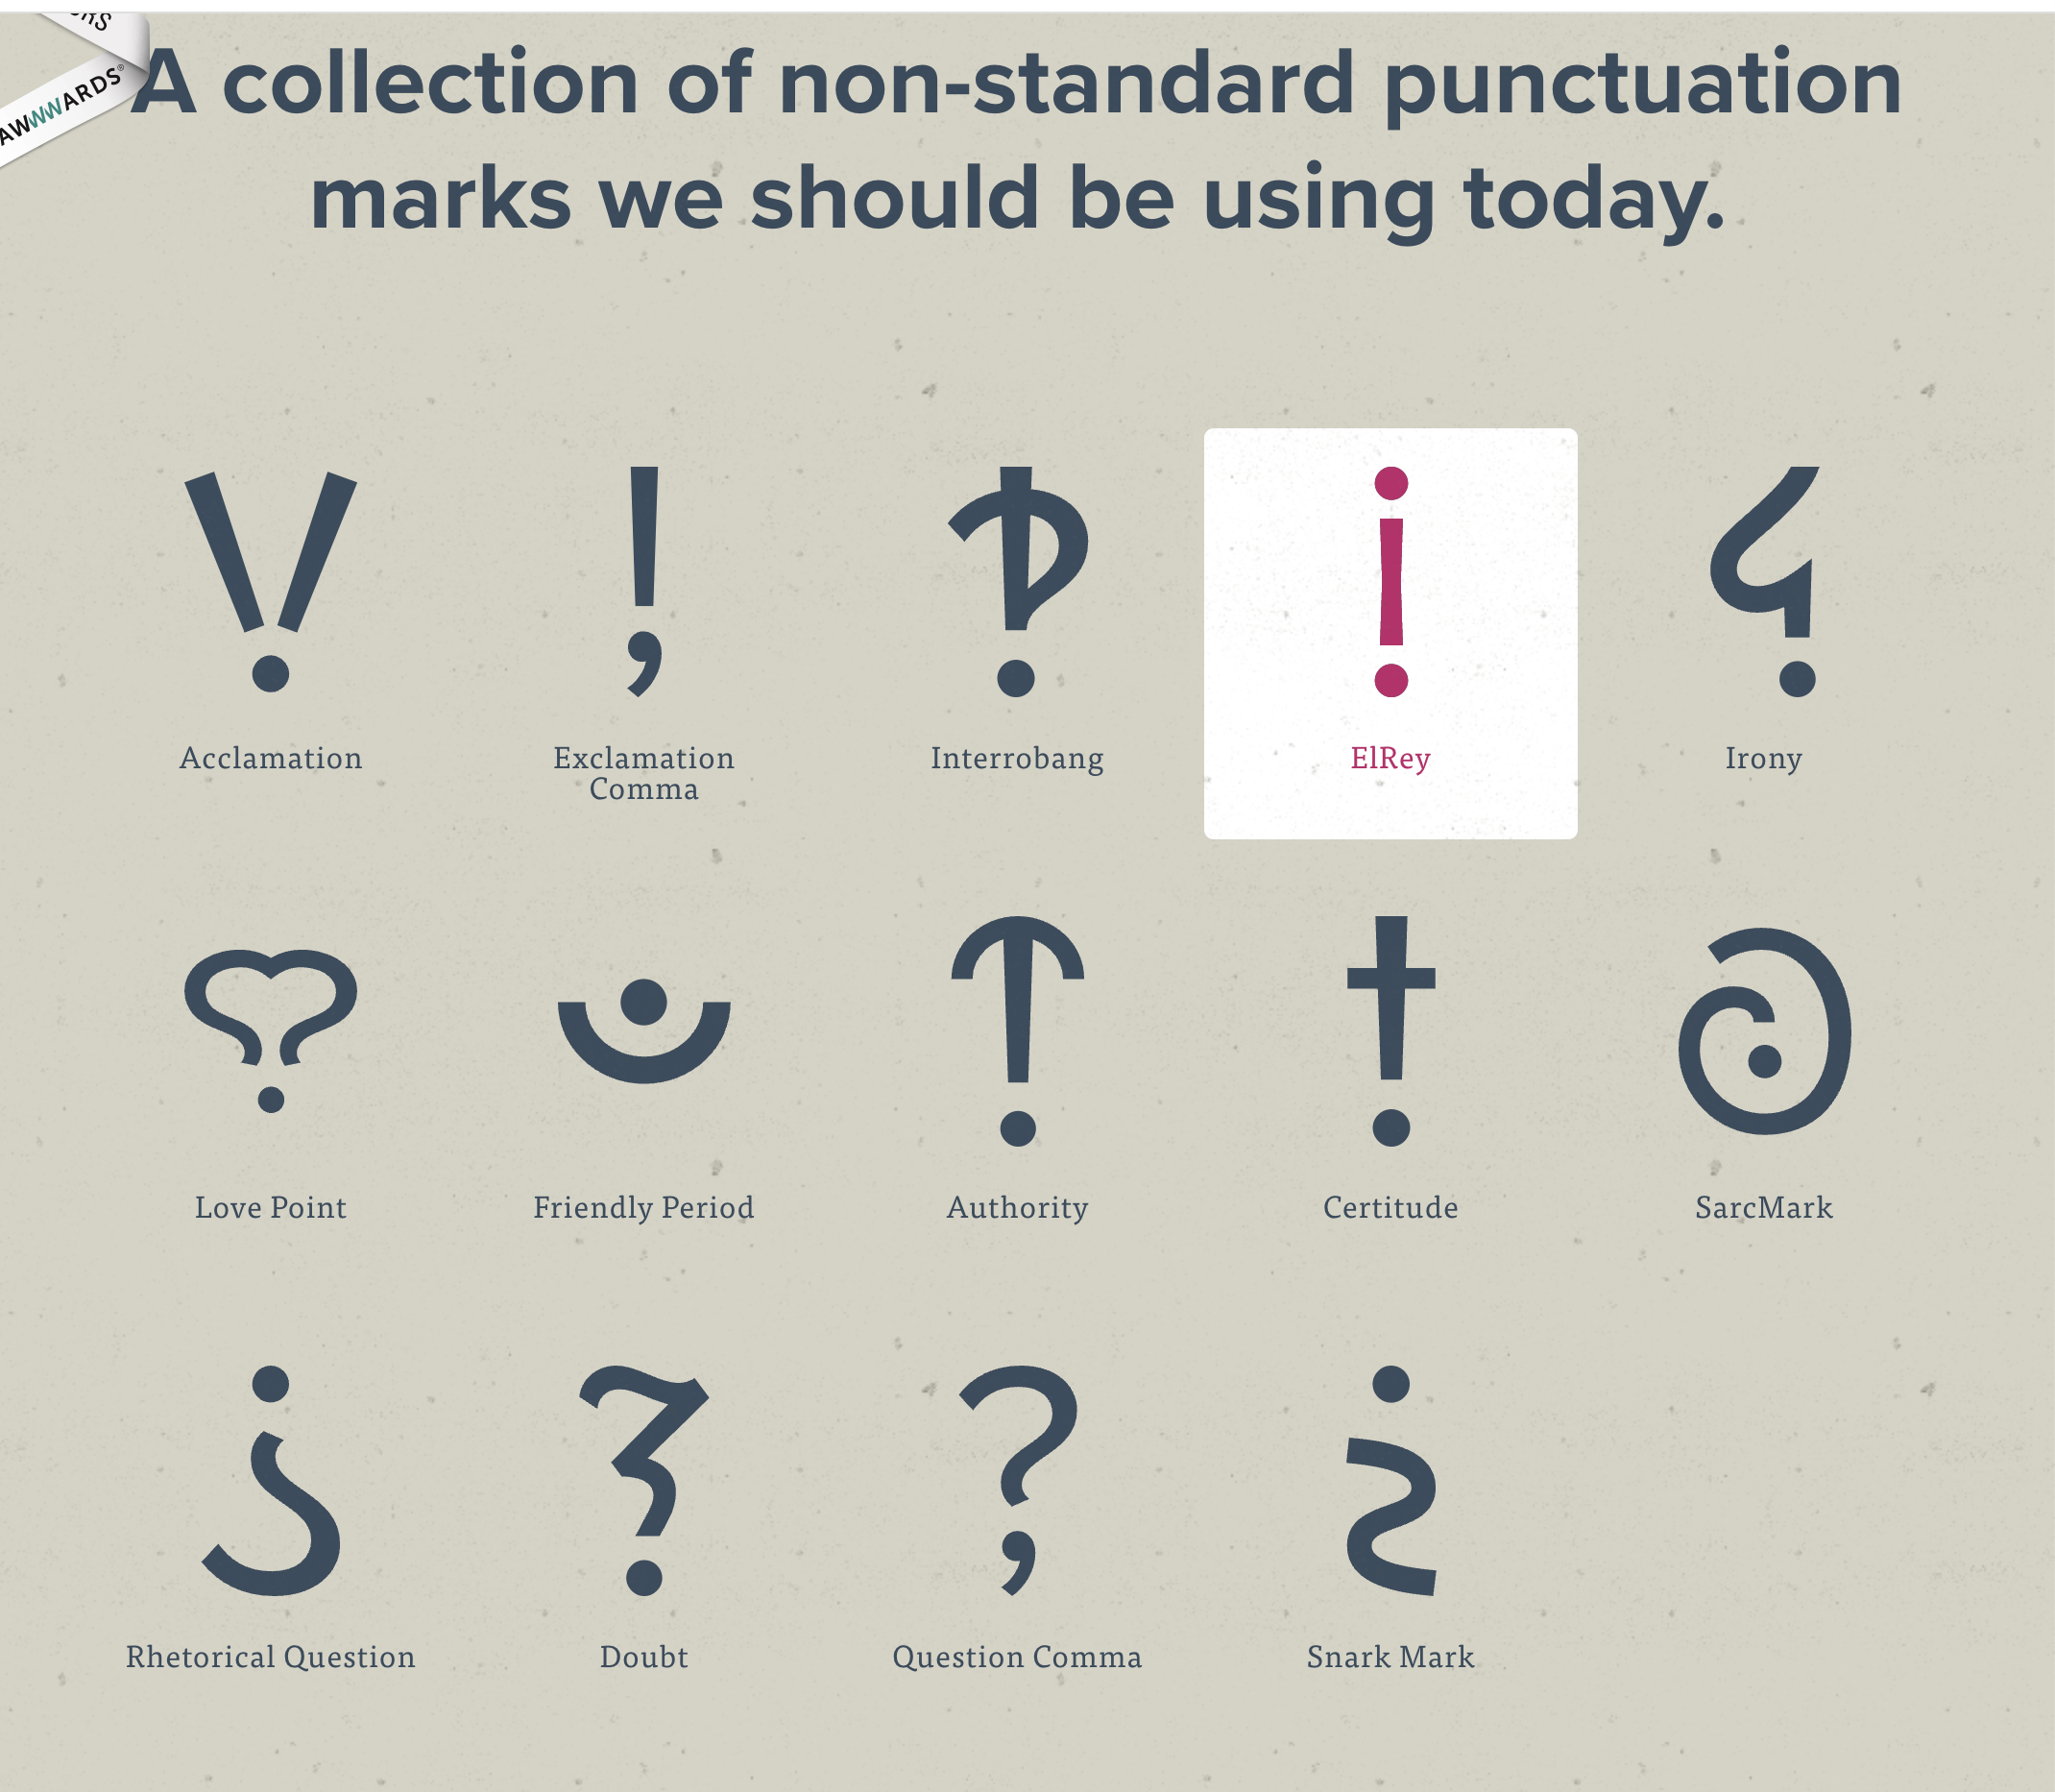 AWWWARDS®
A collection of non-standard punctuation
marks we should be using today.
Acclamation
Exclamation
Comma
Interrobang
ElRey
Irony
Love Point
Friendly Period
Authority
Certitude
SarcMark
Rhetorical Question
Doubt
Question Comma
Snark Mark